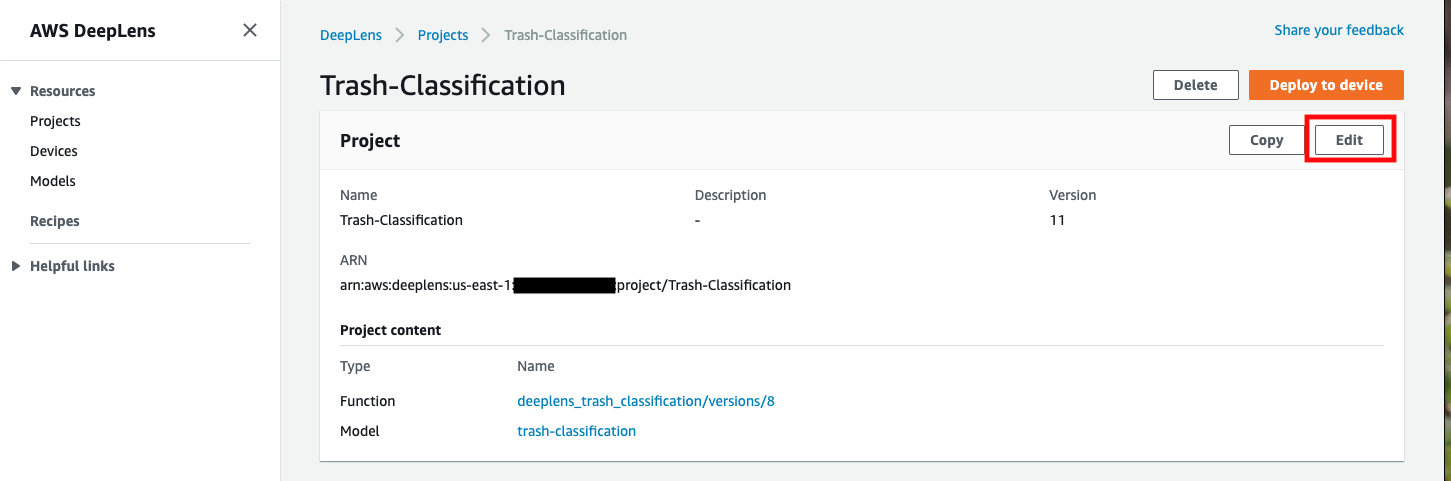 AWS DeepLens
Resources
Projects
Devices
Models
Recipes
Helpful links
DeepLens Projects Trash-Classification
Share your feedback
Trash-Classification
Delete Deploy to device
Project
Copy Edit
Name Description Version
Trash-Classification - 11
ARN
arn:aws:deeplens:us-east-1: :project/Trash-Classification
Project content
Type Name
Function deeplens_trash_classification/versions/8
Model trash-classification